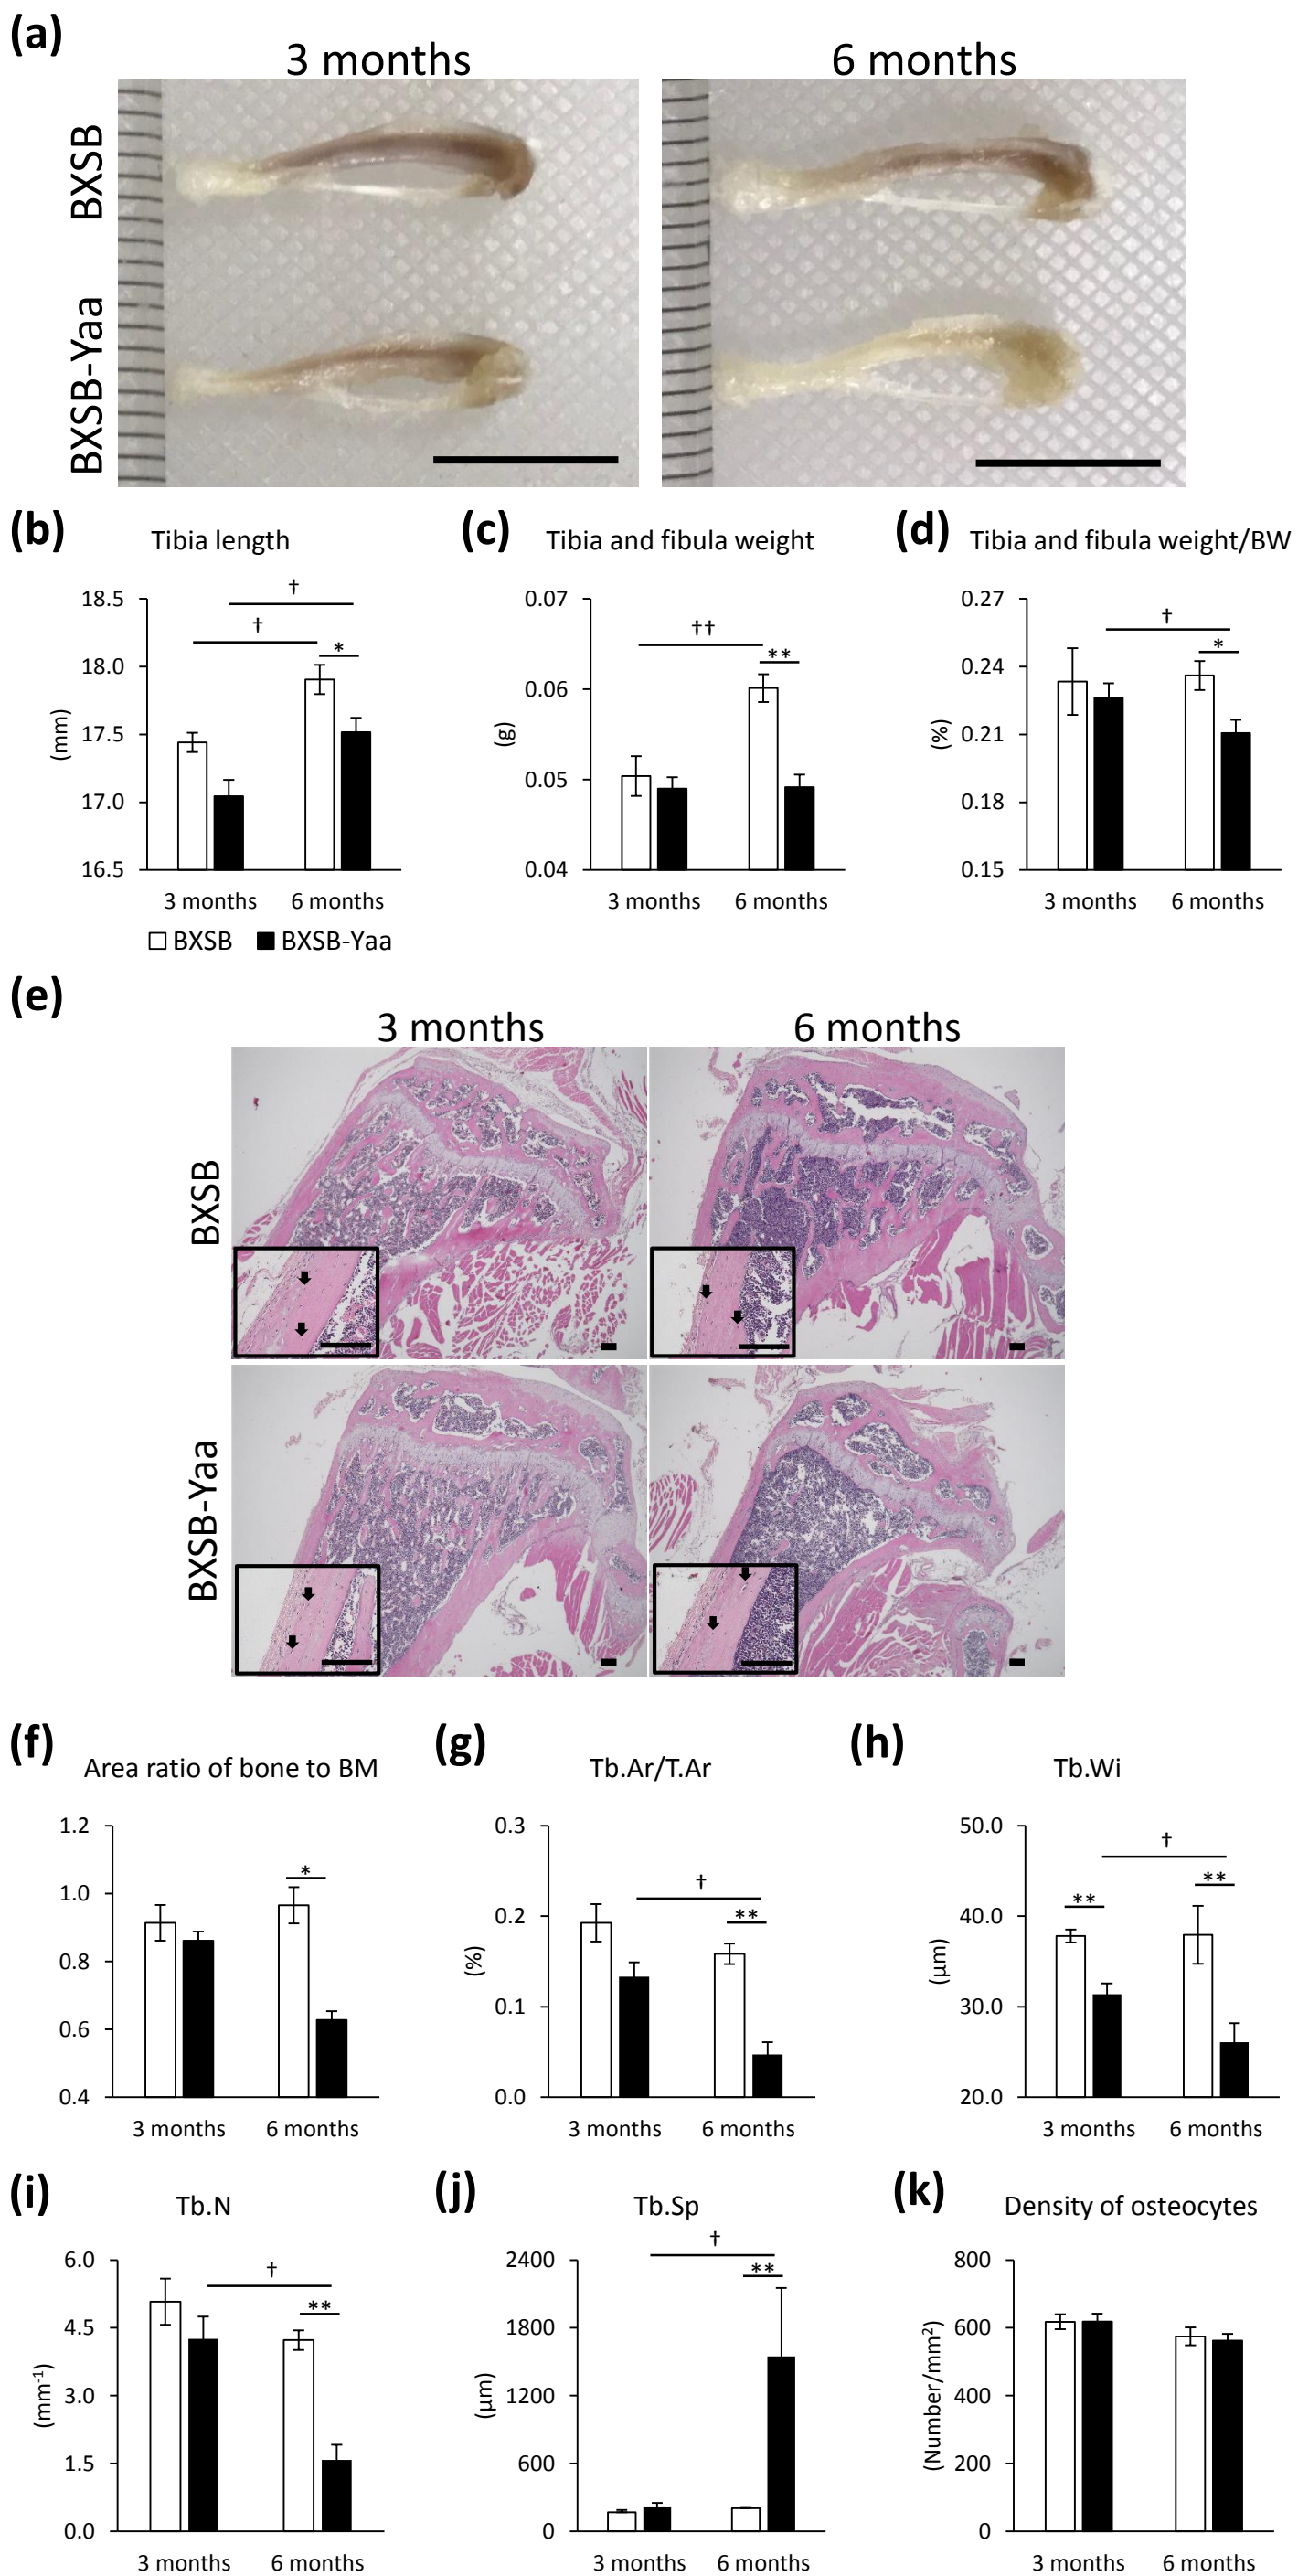 (a)
3 months 6 months
BXSB
BXSB-Yaa
(b) Tibia length
(c) Tibia and fibula weight
(d) Tibia and fibula weight/BW
† † *
18.5
18.0
17.5
17.0
16.5
(mm)
3 months 6 months
†† **
0.07
0.06
0.05
0.04
(g)
3 months 6 months
† *
0.27
0.24
0.21
0.18
0.15
(%)
3 months 6 months
BXSB BXSB-Yaa
(e)
3 months 6 months
BXSB
BXSB-Yaa
(f) Area ratio of bone to BM
*
1.2
1.0
0.8
0.6
0.4
3 months 6 months
(g) Tb.Ar/T.Ar
† **
0.3
0.2
0.1
0.0
(%)
3 months 6 months
(h) Tb.Wi
† ** **
50.0
40.0
30.0
20.0
(μm)
3 months 6 months
(i) Tb.N
† **
6.0
4.5
3.0
1.5
0.0
(mm⁻¹)
3 months 6 months
(j) Tb.Sp
† **
2400
1800
1200
600
0
(μm)
3 months 6 months
(k) Density of osteocytes
800
600
400
200
0
(Number/mm²)
3 months 6 months